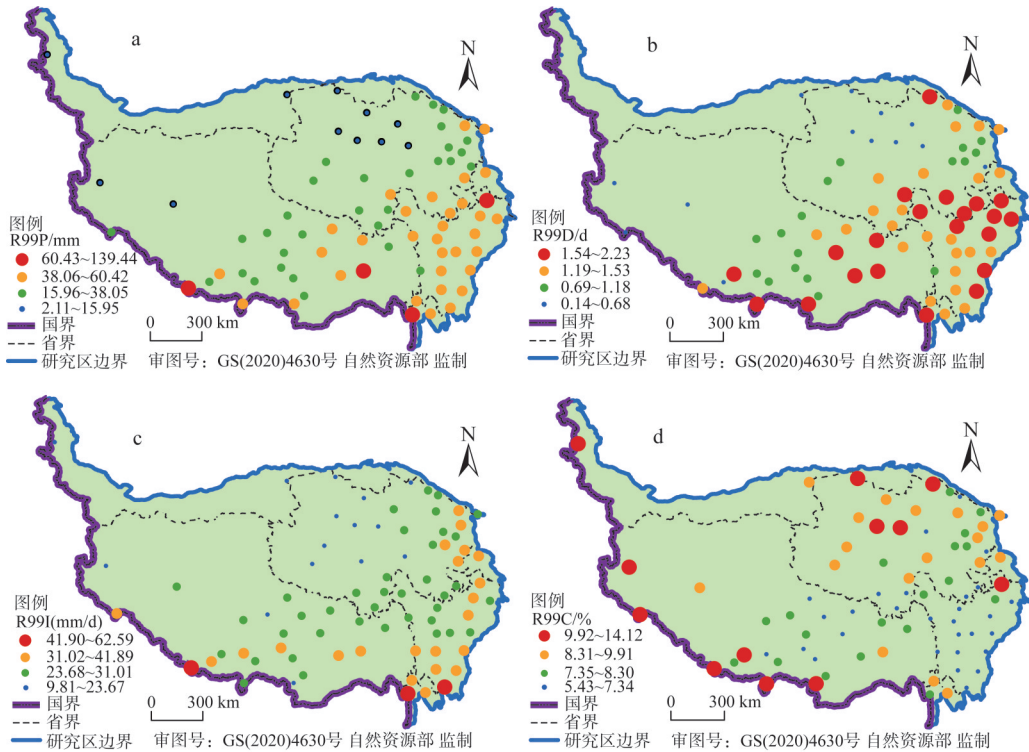 a
N
图例
R99P/mm
60.43~139.44
38.06~60.42
15.96~38.05
2.11~15.95
国界
省界
研究区边界
0 300 km
审图号：GS(2020)4630号 自然资源部 监制
b
N
图例
R99D/d
1.54~2.23
1.19~1.53
0.69~1.18
0.14~0.68
国界
省界
研究区边界
0 300 km
审图号：GS(2020)4630号 自然资源部 监制
c
N
图例
R99I(mm/d)
41.90~62.59
31.02~41.89
23.68~31.01
9.81~23.67
国界
省界
研究区边界
0 300 km
审图号：GS(2020)4630号 自然资源部 监制
d
N
图例
R99C/%
9.92~14.12
8.31~9.91
7.35~8.30
5.43~7.34
国界
省界
研究区边界
0 300 km
审图号：GS(2020)4630号 自然资源部 监制